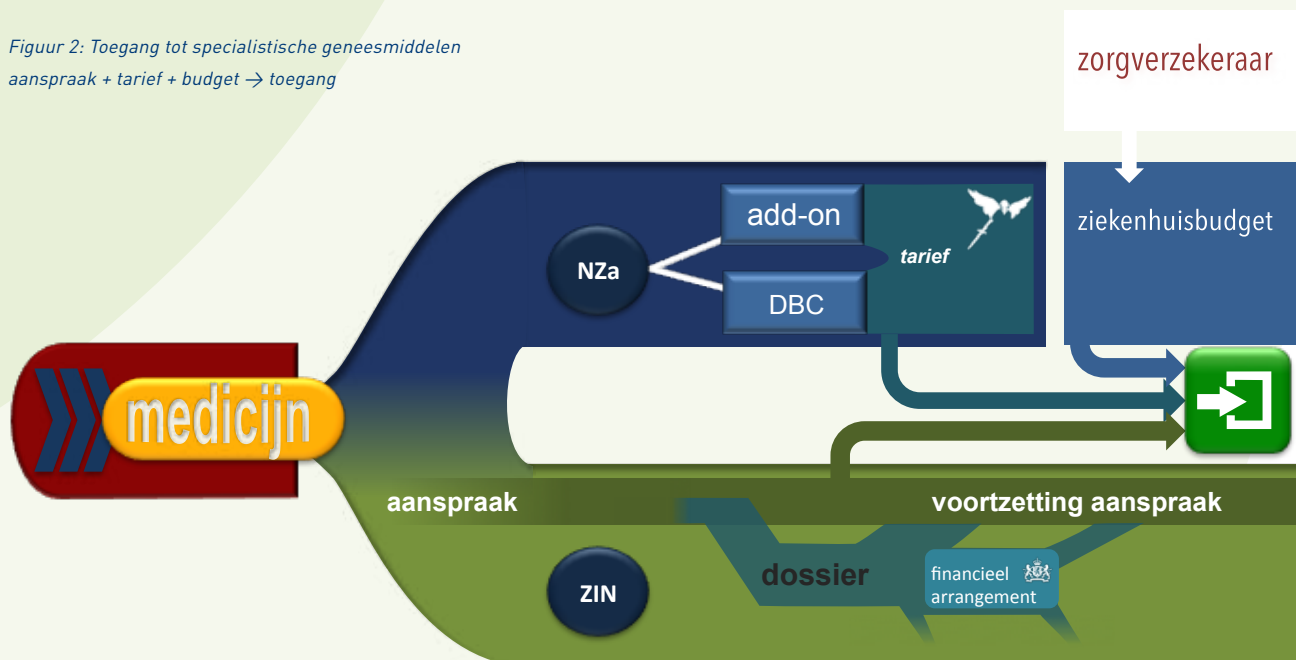 Figuur 2: Toegang tot specialistische geneesmiddelen
aanspraak + tarief + budget → toegang
zorgverzekeraar
ziekenhuisbudget
add-on
NZa
tarief
DBC
medicijn
aanspraak
voortzetting aanspraak
dossier
financieel
arrangement
ZIN